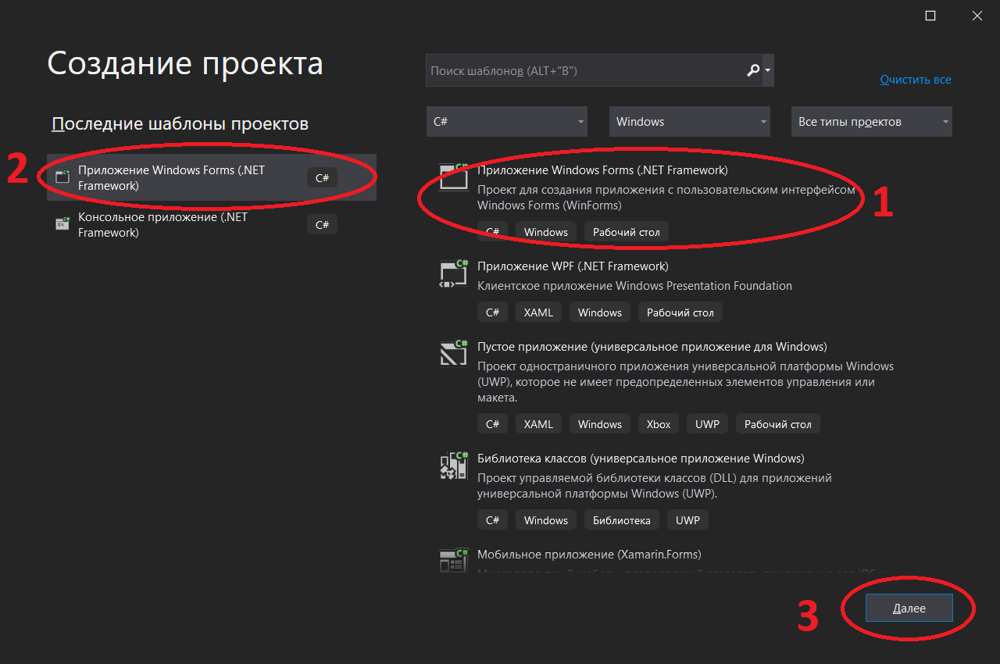 Создание проекта
Последние шаблоны проектов
2
Приложение Windows Forms (.NET
Framework)
C#
Консольное приложение (.NET
Framework)
C#
Поиск шаблонов (ALT+"B")
Очистить все
C#
Windows
Все типы проектов
Приложение Windows Forms (.NET Framework)
Проект для создания приложения с пользовательским интерфейсом
Windows Forms (WinForms)
1
C# Windows Рабочий стол
Приложение WPF (.NET Framework)
Клиентское приложение Windows Presentation Foundation
C# XAML Windows Рабочий стол
Пустое приложение (универсальное приложение для Windows)
Проект одностраничного приложения универсальной платформы Windows
(UWP), которое не имеет предопределенных элементов управления или
макета.
C# XAML Windows Xbox UWP Рабочий стол
Библиотека классов (универсальное приложение Windows)
Проект управляемой библиотеки классов (DLL) для приложений
универсальной платформы Windows (UWP).
C# Windows Библиотека UWP
Мобильное приложение (Xamarin.Forms)
3
Далее